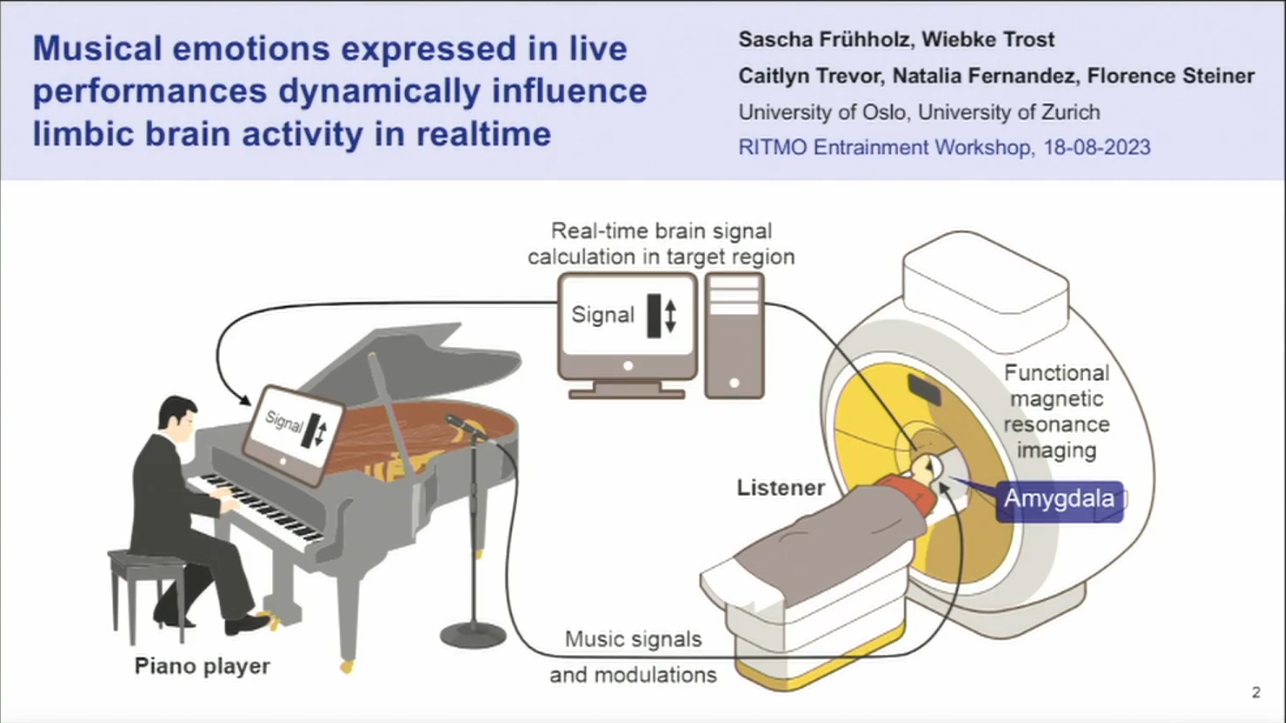 Musical emotions expressed in live
performances dynamically influence
limbic brain activity in realtime
Sascha Frühholz, Wiebke Trost
Caitlyn Trevor, Natalia Fernandez, Florence Steiner
University of Oslo, University of Zurich
RITMO Entrainment Workshop, 18-08-2023
Real-time brain signal
calculation in target region
Signal
Signal
Functional
magnetic
resonance
imaging
Listener
Amygdala
Music signals
and modulations
Piano player
2